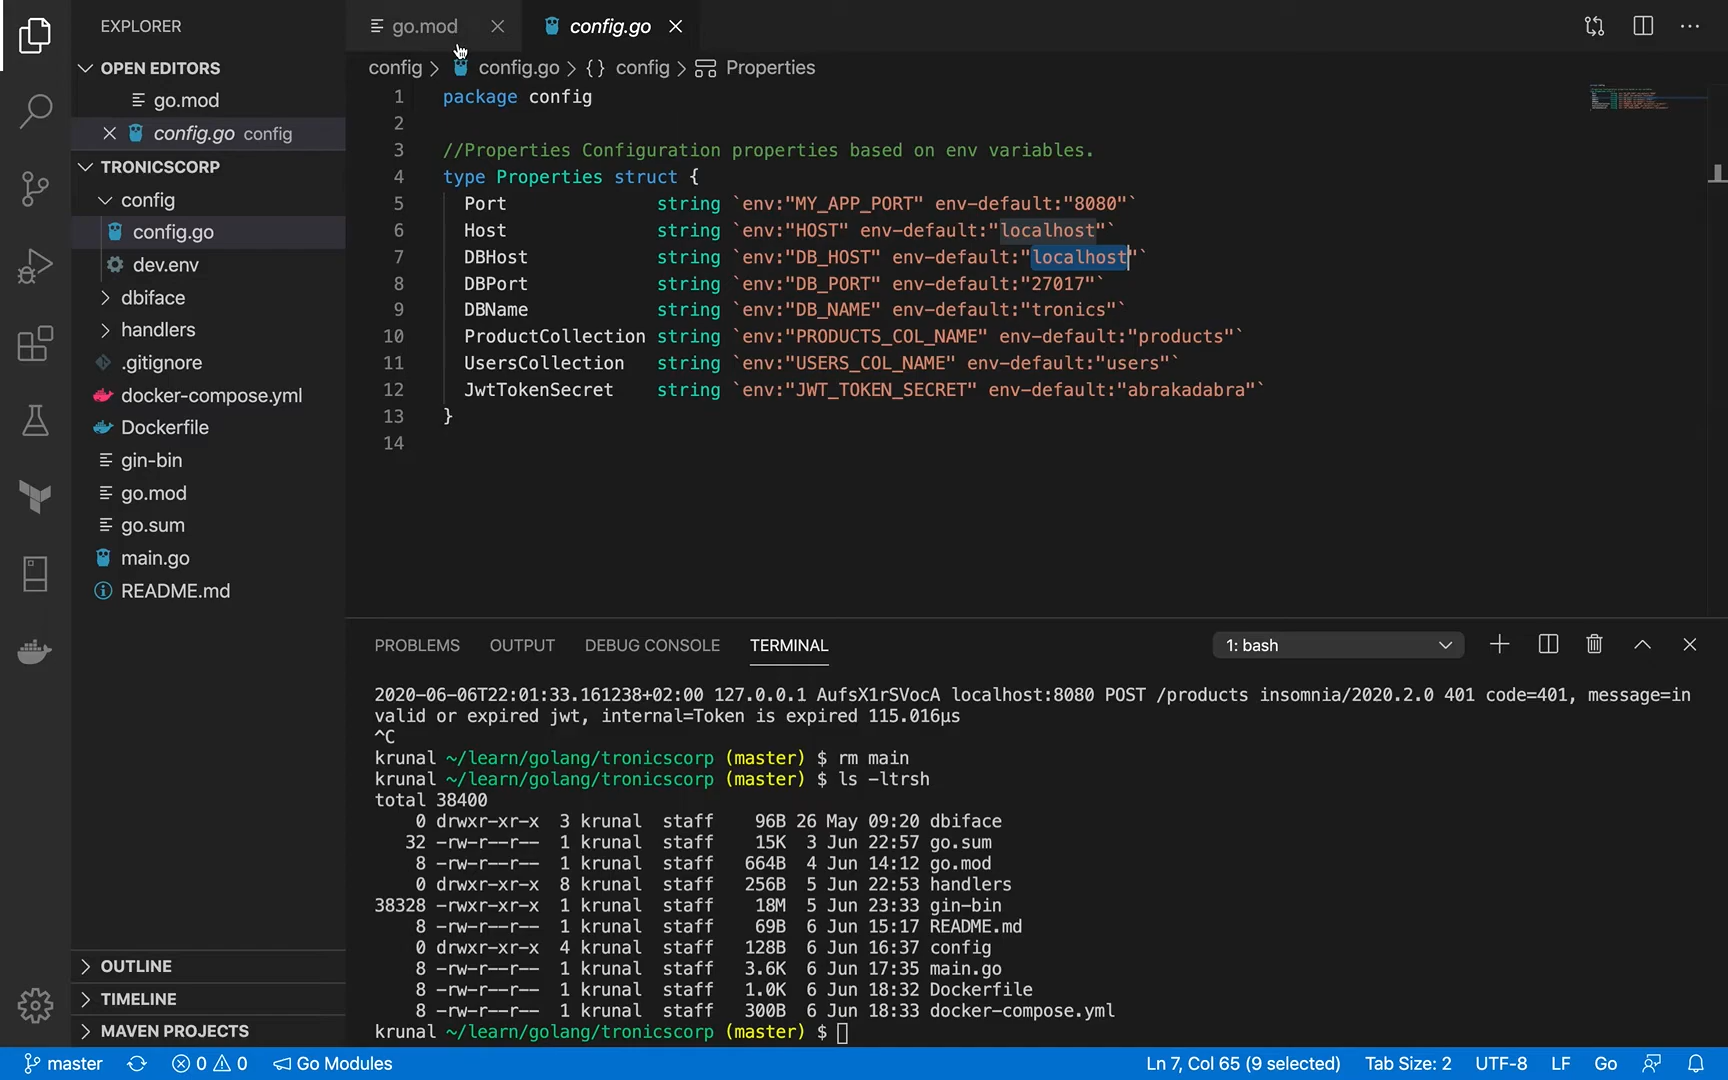 EXPLORER
OPEN EDITORS
go.mod
config.go config
TRONICSCORP
config
config.go
dev.env
dbiface
handlers
.gitignore
docker-compose.yml
Dockerfile
gin-bin
go.mod
go.sum
main.go
README.md
OUTLINE
TIMELINE
MAVEN PROJECTS
go.mod
config.go
config > config.go > {} config > Properties
1 package config
2
3 //Properties Configuration properties based on env variables.
4 type Properties struct {
5 Port string `env:"MY_APP_PORT" env-default:"8080"`
6 Host string `env:"HOST" env-default:"localhost"`
7 DBHost string `env:"DB_HOST" env-default:"localhost"`
8 DBPort string `env:"DB_PORT" env-default:"27017"`
9 DBName string `env:"DB_NAME" env-default:"tronics"`
10 ProductCollection string `env:"PRODUCTS_COL_NAME" env-default:"products"`
11 UsersCollection string `env:"USERS_COL_NAME" env-default:"users"`
12 JwtTokenSecret string `env:"JWT_TOKEN_SECRET" env-default:"abrakadabra"`
13 }
14
PROBLEMS OUTPUT DEBUG CONSOLE TERMINAL 1: bash
2020-06-06T22:01:33.161238+02:00 127.0.0.1 AufsX1rSVocA localhost:8080 POST /products insomnia/2020.2.0 401 code=401, message=in
valid or expired jwt, internal=Token is expired 115.016µs
^C
krunal ~/learn/golang/tronicscorp (master) $ rm main
krunal ~/learn/golang/tronicscorp (master) $ ls -ltrsh
total 38400
0 drwxr-xr-x 3 krunal staff 96B 26 May 09:20 dbiface
32 -rw-r--r-- 1 krunal staff 15K 3 Jun 22:57 go.sum
8 -rw-r--r-- 1 krunal staff 664B 4 Jun 14:12 go.mod
0 drwxr-xr-x 8 krunal staff 256B 5 Jun 22:53 handlers
38328 -rwxr-xr-x 1 krunal staff 18M 5 Jun 23:33 gin-bin
8 -rw-r--r-- 1 krunal staff 69B 6 Jun 15:17 README.md
0 drwxr-xr-x 4 krunal staff 128B 6 Jun 16:37 config
8 -rw-r--r-- 1 krunal staff 3.6K 6 Jun 17:35 main.go
8 -rw-r--r-- 1 krunal staff 1.0K 6 Jun 18:32 Dockerfile
8 -rw-r--r-- 1 krunal staff 300B 6 Jun 18:33 docker-compose.yml
krunal ~/learn/golang/tronicscorp (master) $
master 0 0 Go Modules Ln 7, Col 65 (9 selected) Tab Size: 2 UTF-8 LF Go